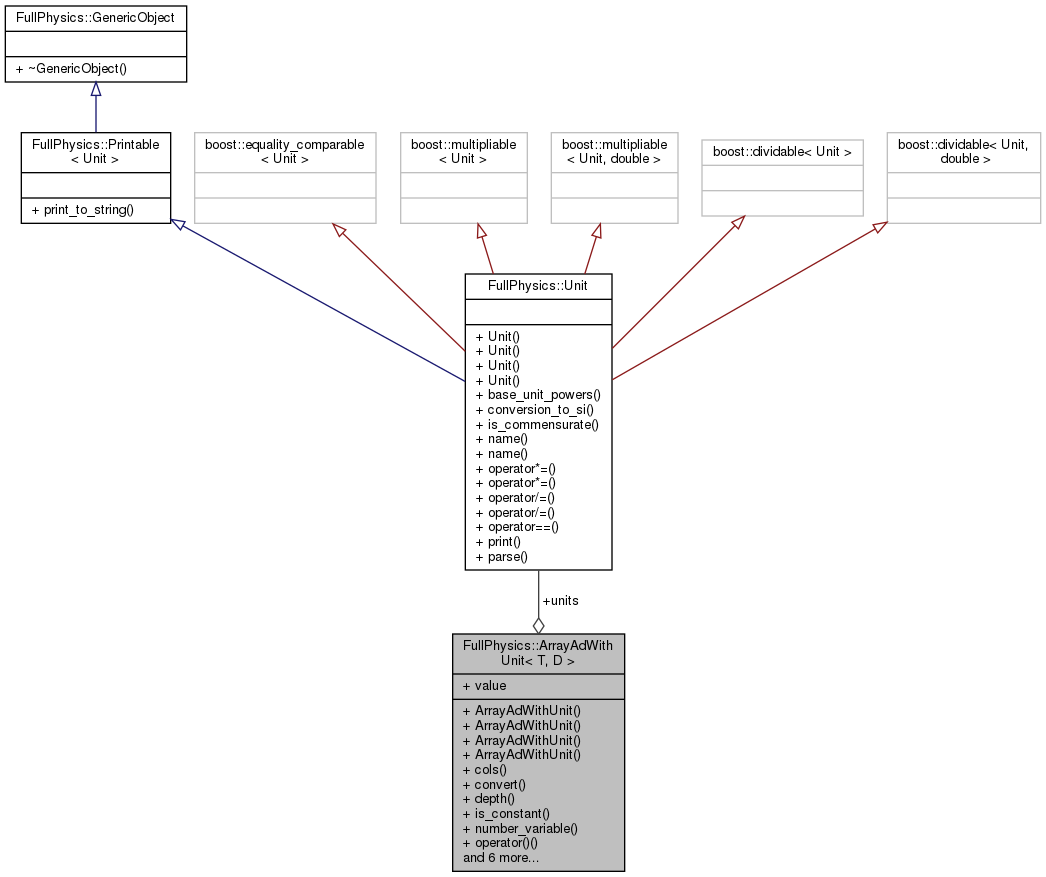 FullPhysics::GenericObject
+ ~GenericObject()
FullPhysics::Printable
< Unit >
+ print_to_string()
boost::equality_comparable
< Unit >
boost::multipliable
< Unit >
boost::multipliable
< Unit, double >
boost::dividable< Unit >
boost::dividable< Unit,
double >
FullPhysics::Unit
+ Unit()
+ Unit()
+ Unit()
+ Unit()
+ base_unit_powers()
+ conversion_to_si()
+ is_commensurate()
+ name()
+ name()
+ operator*=()
+ operator*=()
+ operator/=()
+ operator/=()
+ operator==()
+ print()
+ parse()
+units
FullPhysics::ArrayAdWith
Unit< T, D >
+ value
+ ArrayAdWithUnit()
+ ArrayAdWithUnit()
+ ArrayAdWithUnit()
+ ArrayAdWithUnit()
+ cols()
+ convert()
+ depth()
+ is_constant()
+ number_variable()
+ operator()()
and 6 more...